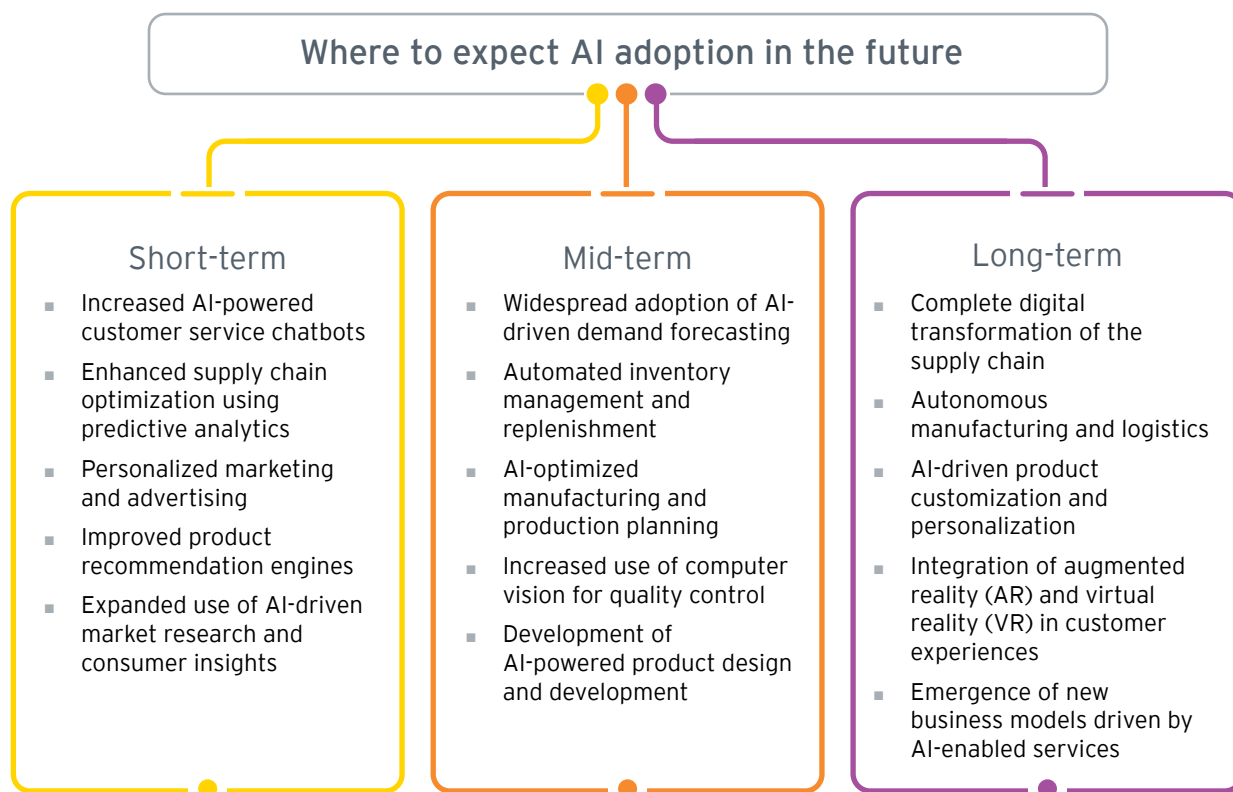 Where to expect AI adoption in the future
Short-term
▪ Increased AI-powered
customer service chatbots
▪ Enhanced supply chain
optimization using
predictive analytics
▪ Personalized marketing
and advertising
▪ Improved product
recommendation engines
▪ Expanded use of AI-driven
market research and
consumer insights
Mid-term
▪ Widespread adoption of AI-
driven demand forecasting
▪ Automated inventory
management and
replenishment
▪ AI-optimized
manufacturing and
production planning
▪ Increased use of computer
vision for quality control
▪ Development of
AI-powered product design
and development
Long-term
▪ Complete digital
transformation of the
supply chain
▪ Autonomous
manufacturing and logistics
▪ AI-driven product
customization and
personalization
▪ Integration of augmented
reality (AR) and virtual
reality (VR) in customer
experiences
▪ Emergence of new
business models driven by
AI-enabled services